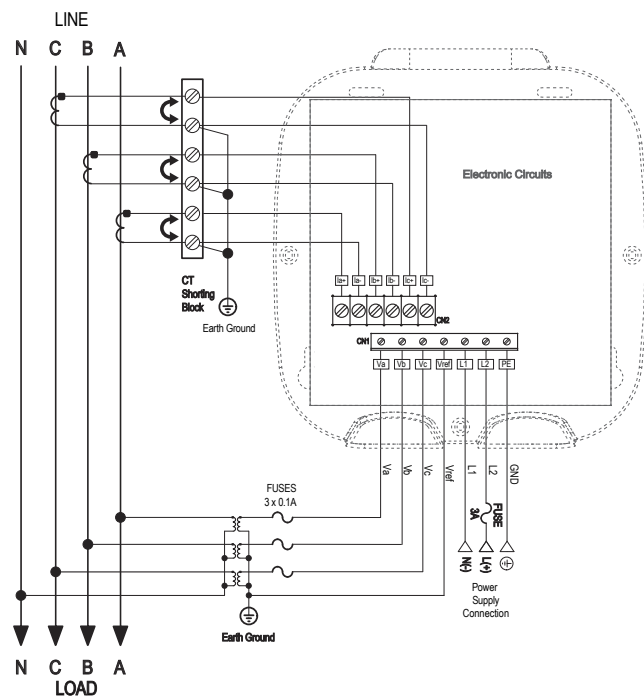 LINE
N C B A
Electronic Circuits
CT
Shorting
Block
Earth Ground
Ia+ Ia- Ib+ Ib- Ic+ Ic-
CN2
CN1
Va Vb Vc Vref L1 L2 PE
Va Vb Vc Vref L1 L2 GND
FUSES
3 x 0.1A
FUSE
3A
N(-) L(+)
Power
Supply
Connection
Earth Ground
N C B A
LOAD